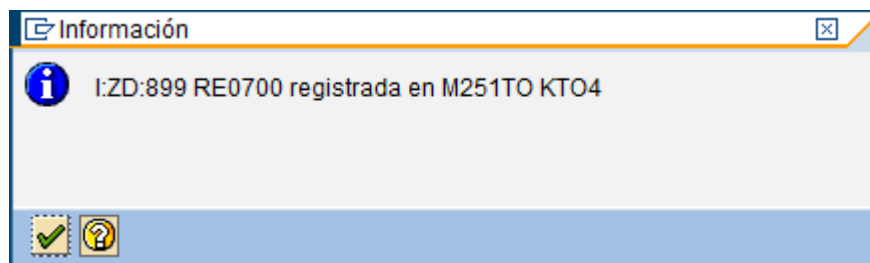 Información
I:ZD:899 RE0700 registrada en M251TO KTO4